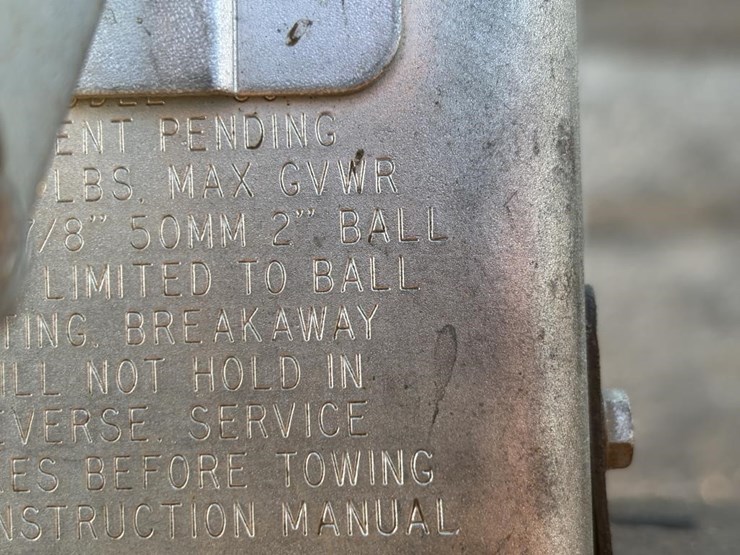 ENT PENDING
LBS. MAX GVWR
7/8" 50MM 2"" BALL
LIMITED TO BALL
TING. BREAKAWAY
ILL NOT HOLD IN
EVERSE. SERVICE
ES BEFORE TOWING
NSTRUCTION MANUAL